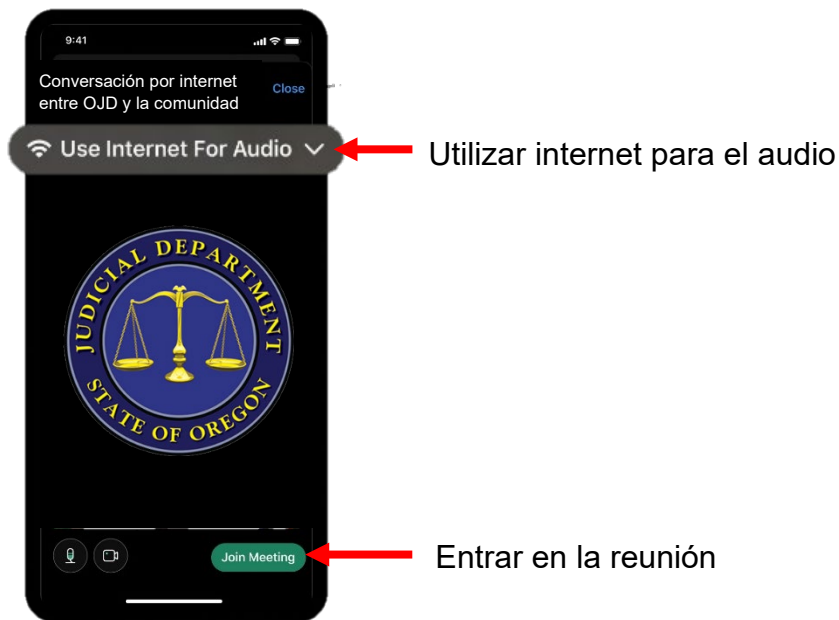 9:41
Conversación por internet
entre OJD y la comunidad
Close
Use Internet For Audio
Utilizar internet para el audio
JUDICIAL DEPARTMENT
STATE OF OREGON
Join Meeting
Entrar en la reunión